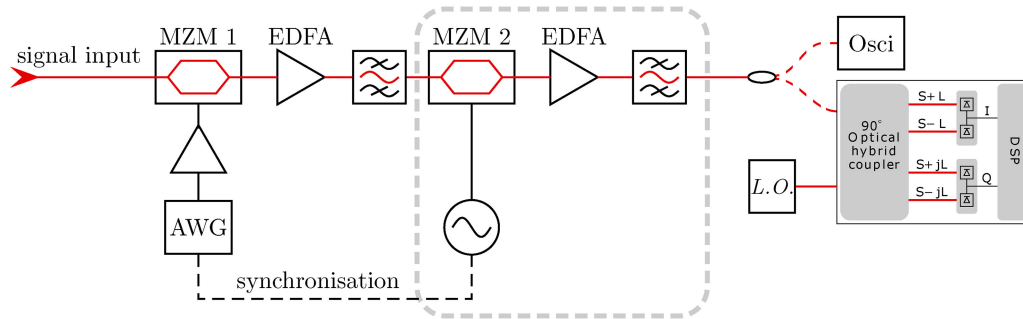 signal input
MZM 1
EDFA
MZM 2
EDFA
Osci
AWG
synchronisation
L.O.
90°
Optical
hybrid
coupler
S+L
S−L
S+jL
S−jL
I
Q
DSP